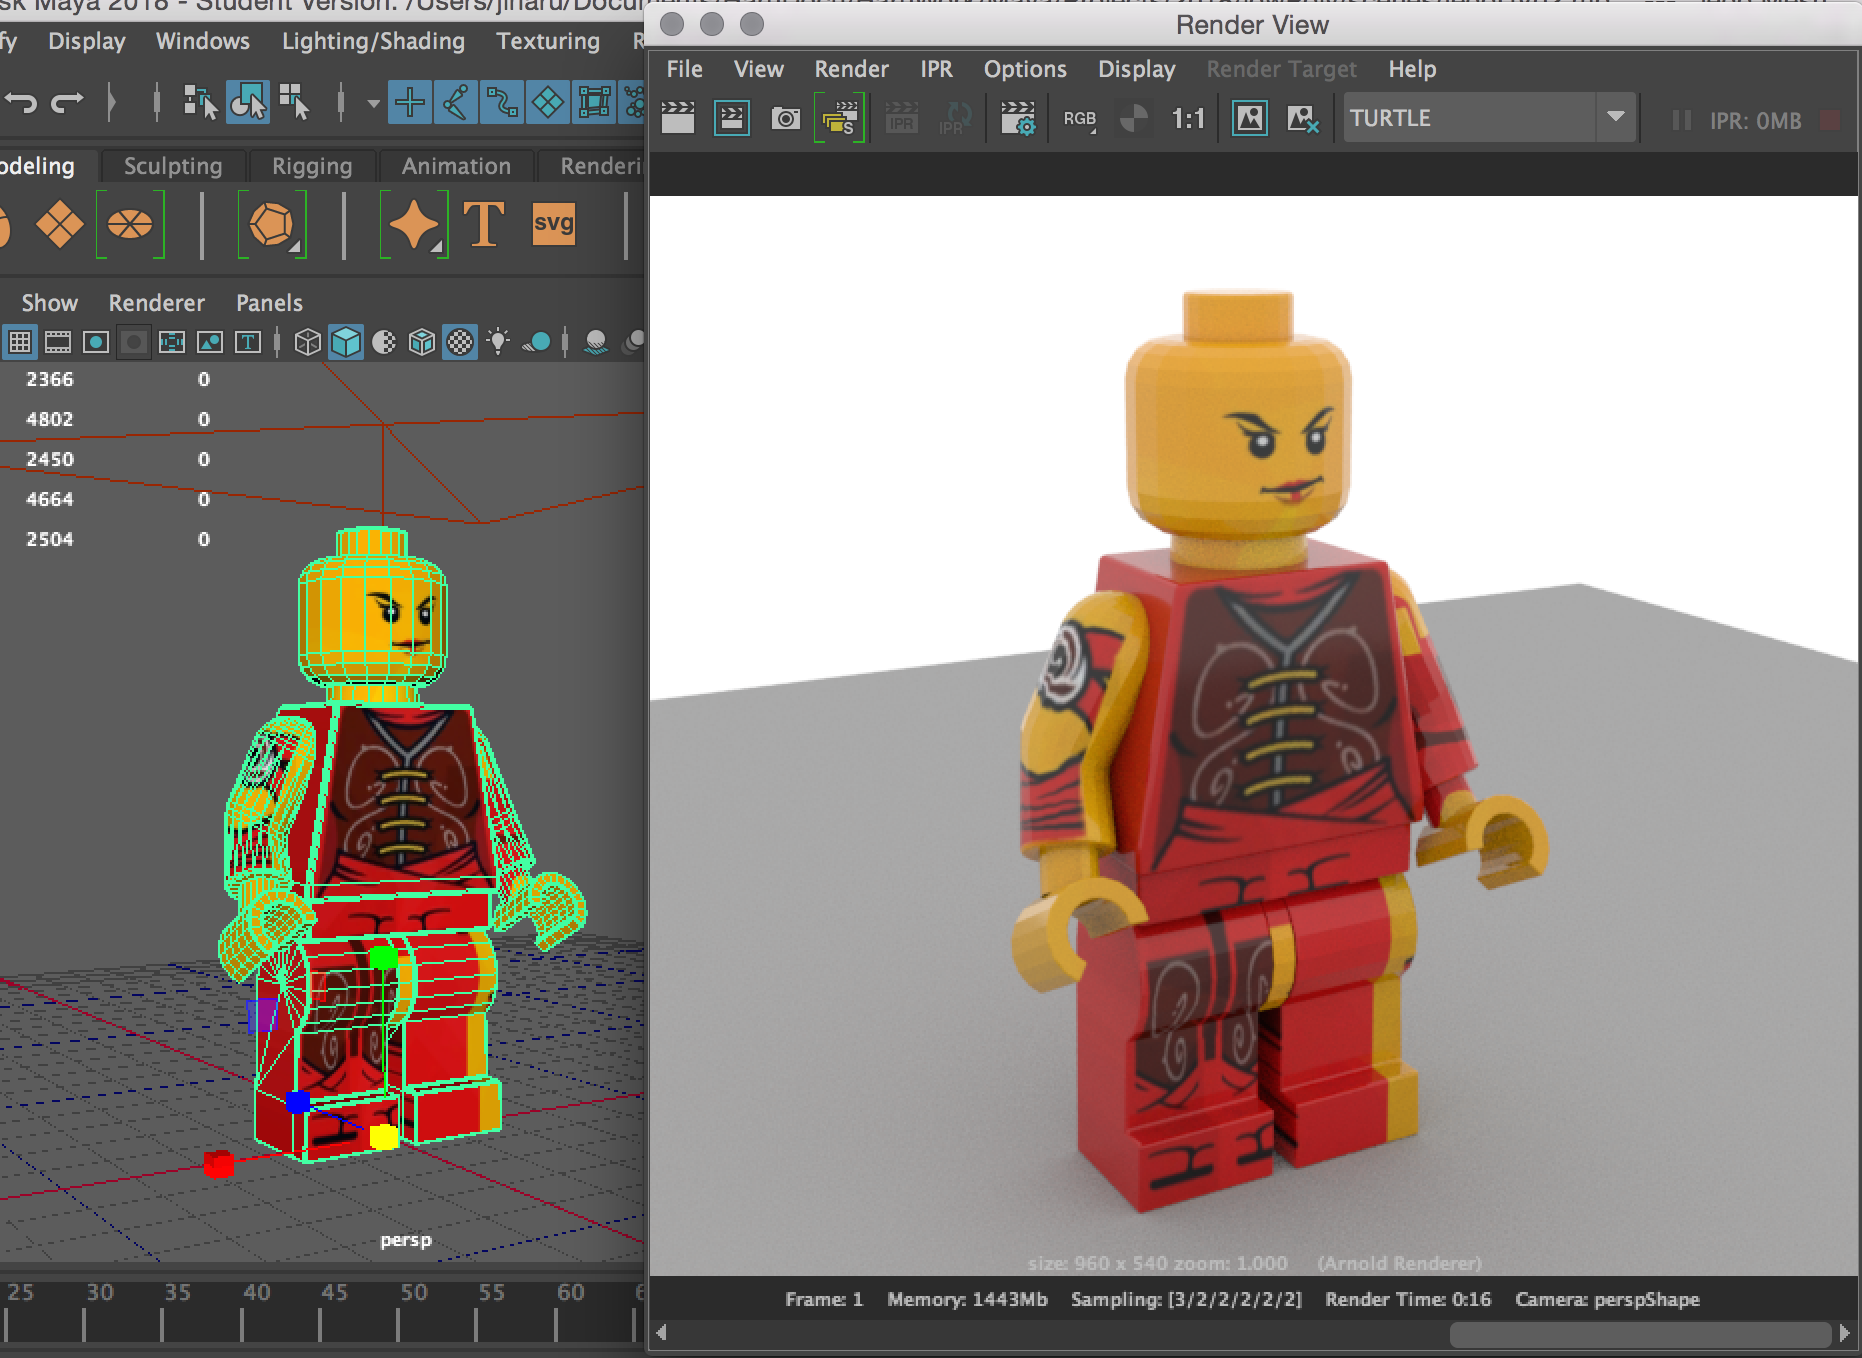 sk Maya 2018 - Student Version: /Users/jinaru/Docum
Display Windows Lighting/Shading Texturing
odeling Sculpting Rigging Animation Renderi
T svg
Show Renderer Panels
T
2366 0
4802 0
2450 0
4664 0
2504 0
persp
25 30 35 40 45 50 55 60
Render View
File View Render IPR Options Display Render Target Help
S IPR IPR RGB 1:1 TURTLE IPR: 0MB
size: 960 x 540 zoom: 1.000 (Arnold Renderer)
Frame: 1 Memory: 1443Mb Sampling: [3/2/2/2/2/2] Render Time: 0:16 Camera: perspShape